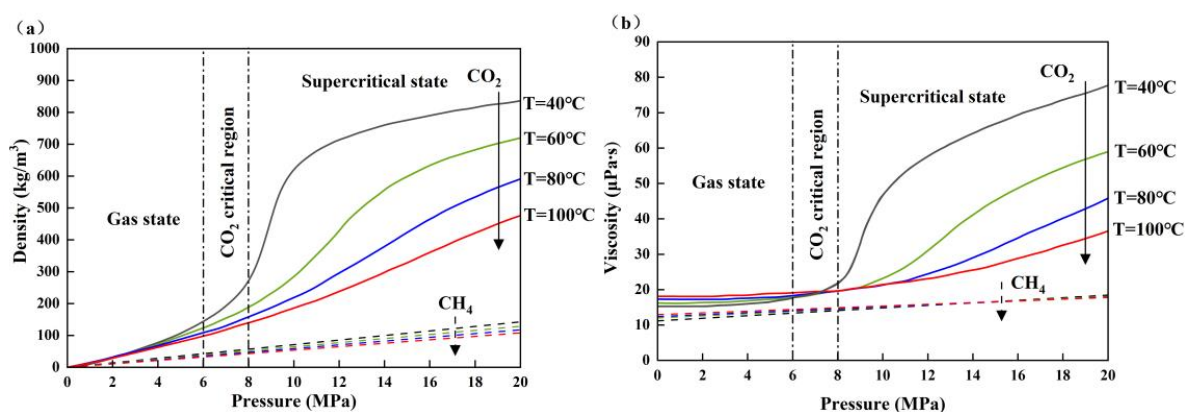 (a)
1000
900
800
700
600
500
400
300
200
100
0
Density (kg/m³)
0 2 4 6 8 10 12 14 16 18 20
Pressure (MPa)
Gas state
CO₂ critical region
Supercritical state
CO₂
T=40℃
T=60℃
T=80℃
T=100℃
CH₄
(b)
90
80
70
60
50
40
30
20
10
0
Viscosity (μPa·s)
0 2 4 6 8 10 12 14 16 18 20
Pressure (MPa)
Gas state
CO₂ critical region
Supercritical state
CO₂
T=40℃
T=60℃
T=80℃
T=100℃
CH₄